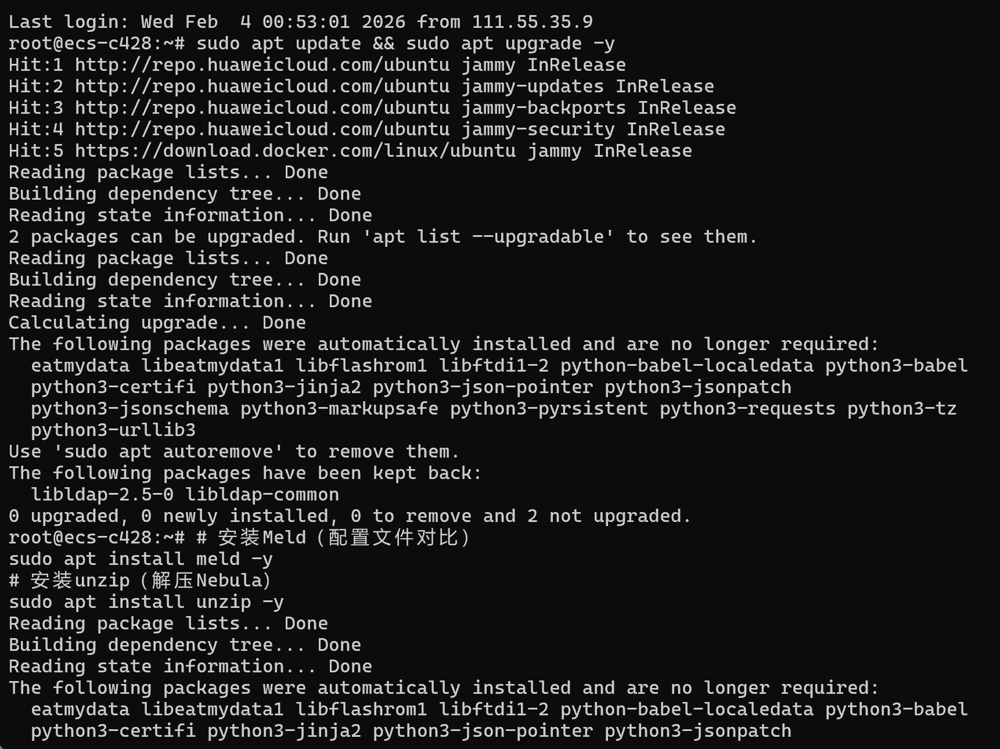 Last login: Wed Feb  4 00:53:01 2026 from 111.55.35.9
root@ecs-c428:~# sudo apt update && sudo apt upgrade -y
Hit:1 http://repo.huaweicloud.com/ubuntu jammy InRelease
Hit:2 http://repo.huaweicloud.com/ubuntu jammy-updates InRelease
Hit:3 http://repo.huaweicloud.com/ubuntu jammy-backports InRelease
Hit:4 http://repo.huaweicloud.com/ubuntu jammy-security InRelease
Hit:5 https://download.docker.com/linux/ubuntu jammy InRelease
Reading package lists... Done
Building dependency tree... Done
Reading state information... Done
2 packages can be upgraded. Run 'apt list --upgradable' to see them.
Reading package lists... Done
Building dependency tree... Done
Reading state information... Done
Calculating upgrade... Done
The following packages were automatically installed and are no longer required:
  eatmydata libeatmydata1 libflashrom1 libftdi1-2 python-babel-localedata python3-babel
  python3-certifi python3-jinja2 python3-json-pointer python3-jsonpatch
  python3-jsonschema python3-markupsafe python3-pyrsistent python3-requests python3-tz
  python3-urllib3
Use 'sudo apt autoremove' to remove them.
The following packages have been kept back:
  libldap-2.5-0 libldap-common
0 upgraded, 0 newly installed, 0 to remove and 2 not upgraded.
root@ecs-c428:~# # 安装Meld（配置文件对比）
sudo apt install meld -y
# 安装unzip（解压Nebula）
sudo apt install unzip -y
Reading package lists... Done
Building dependency tree... Done
Reading state information... Done
The following packages were automatically installed and are no longer required:
  eatmydata libeatmydata1 libflashrom1 libftdi1-2 python-babel-localedata python3-babel
  python3-certifi python3-jinja2 python3-json-pointer python3-jsonpatch